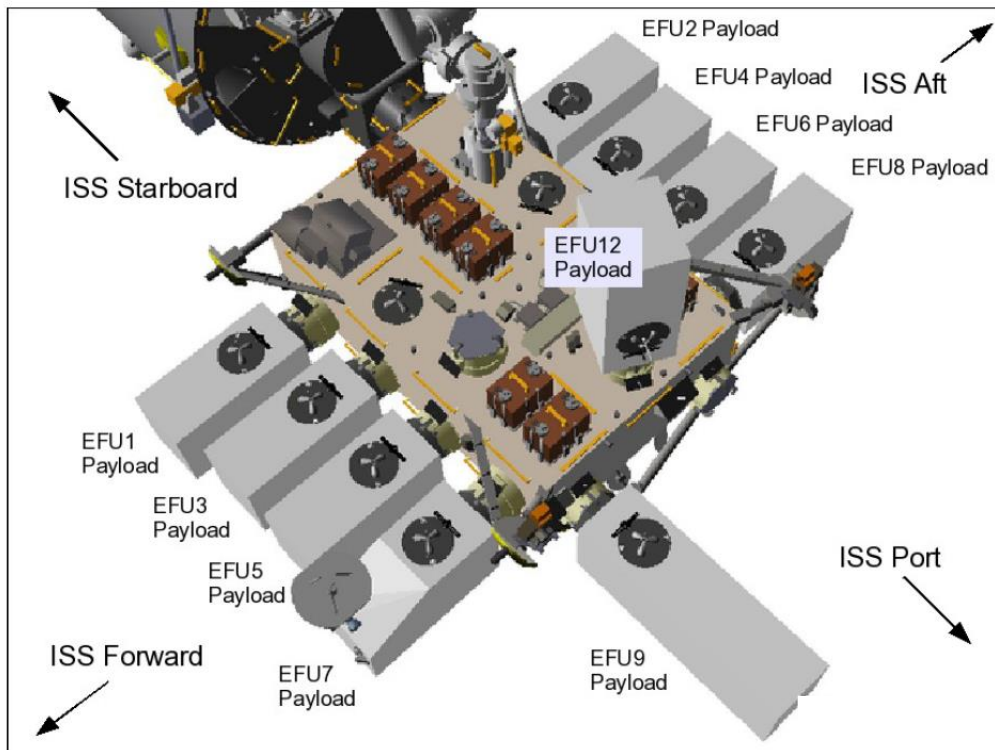 EFU2 Payload
EFU4 Payload
ISS Aft
EFU6 Payload
EFU8 Payload
ISS Starboard
EFU12
Payload
EFU1
Payload
EFU3
Payload
EFU5
Payload
ISS Port
ISS Forward
EFU7
Payload
EFU9
Payload